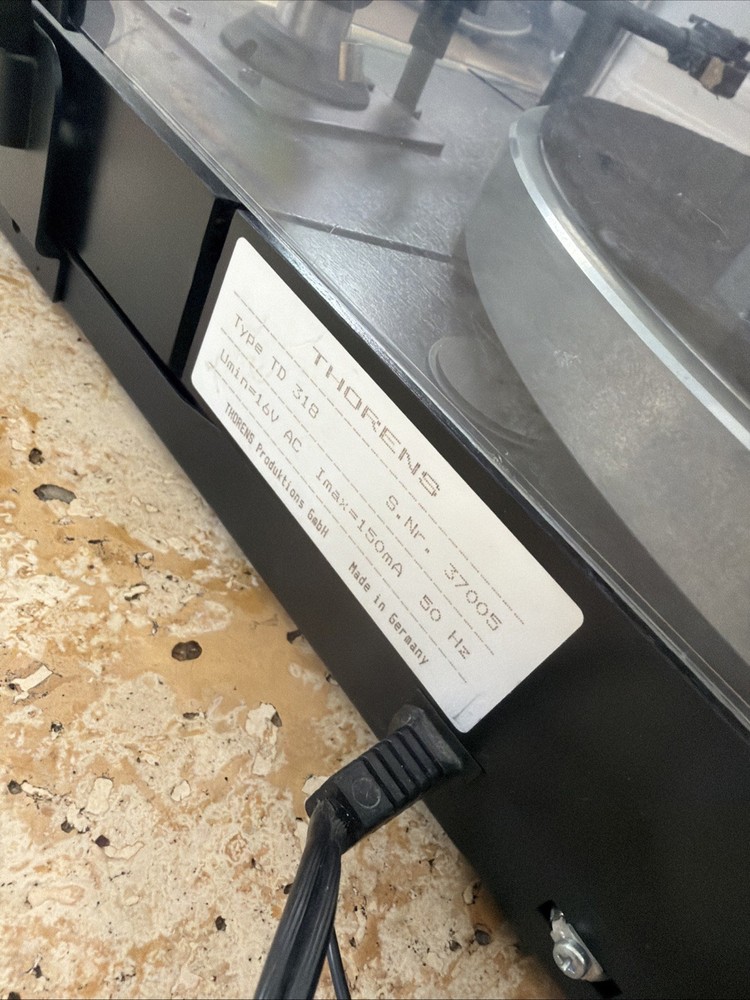 THORENS
Type TD 318 S.Nr. 37005
Umin=16V AC Imax=150mA 50 Hz
THORENS Produktions GmbH Made in Germany